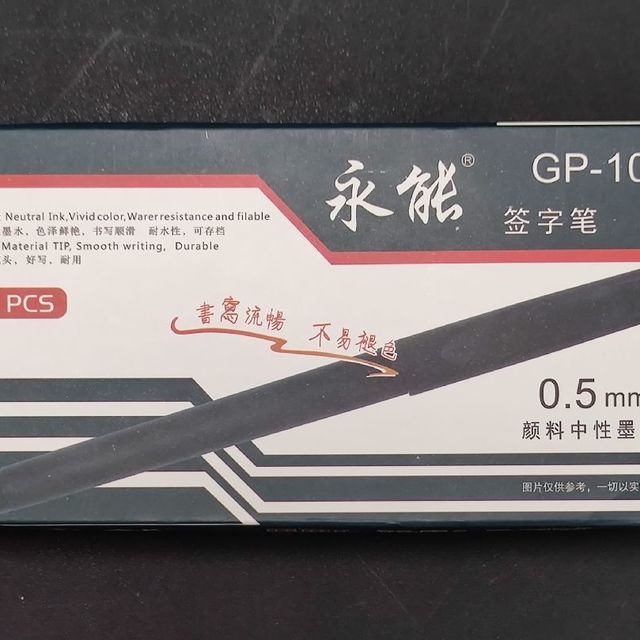 永能®
GP-10
签字笔
Neutral Ink,Vivid color,Warer resistance and filable
墨水、色泽鲜艳、书写顺滑 耐水性，可存档
Material TIP, Smooth writing, Durable
头、好写、耐用
PCS
書寫流暢 不易褪色
0.5mm
颜料中性墨
图片仅供参考，一切以实